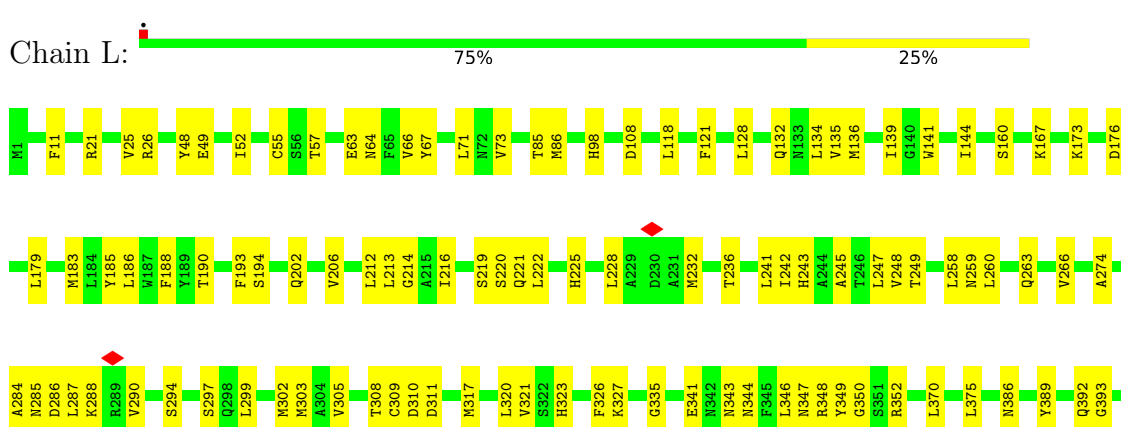 Chain L:
75% 25%
M1 F11 R21 V25 R26 Y48 E49 I52 C55 S56 T57 E63 N64 F65 V66 Y67 L71 N72 V73 T85 M86 H98 D108 L118 F121 L128 Q132 N133 L134 V135 M136 I139 G140 W141 I144 S160 K167 K173 D176
L179 M183 L184 Y185 L186 W187 F188 Y189 T190 F193 S194 Q202 V206 L212 L213 G214 A215 I216 S219 S220 Q221 L222 H225 L228 A229 D230 A231 M232 T236 L241 I242 H243 A244 A245 T246 L247 V248 T249 L258 N259 L260 Q263 V266 A274
A284 N285 D286 L287 K288 R289 V290 S294 S297 Q298 L299 M302 M303 A304 V305 T308 C309 D310 D311 M317 L320 V321 S322 H323 F326 K327 G335 E341 N342 N343 N344 F345 L346 N347 R348 Y349 G350 S351 R352 L370 L375 N386 Y389 Q392 G393